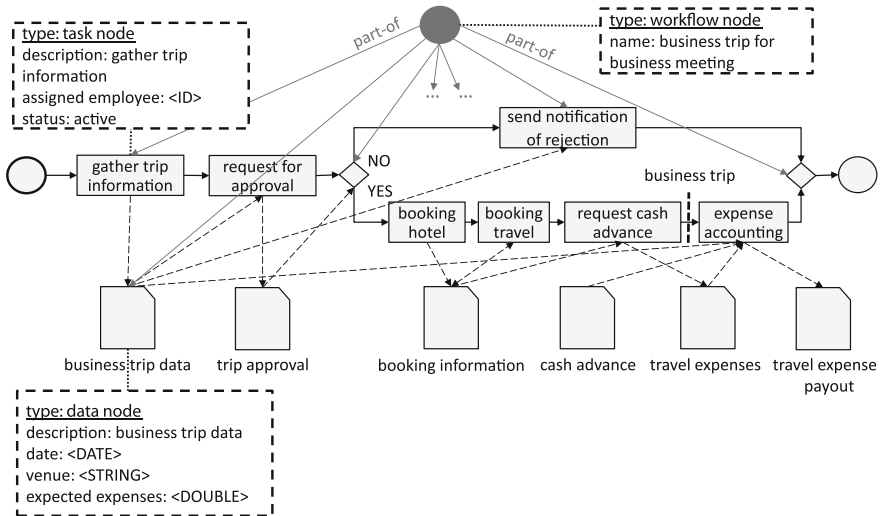 type: task node
description: gather trip
information
assigned employee: <ID>
status: active
part-of
part-of
type: workflow node
name: business trip for
business meeting
... ...
send notification
of rejection
gather trip
information
request for
approval
NO
YES
business trip
booking
hotel
booking
travel
request cash
advance
expense
accounting
business trip data
trip approval
booking information
cash advance
travel expenses
travel expense
payout
type: data node
description: business trip data
date: <DATE>
venue: <STRING>
expected expenses: <DOUBLE>